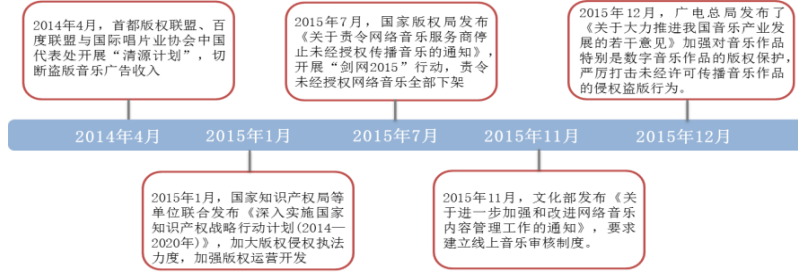 2014年4月，首都版权联盟、百
度联盟与国际唱片业协会中国
代表处开展“清源计划”，切
断盗版音乐广告收入
2015年7月，国家版权局发布
《关于责令网络音乐服务商停
止未经授权传播音乐的通知》，
开展“剑网2015”行动，责令
未经授权网络音乐全部下架
2015年12月，广电总局发布了
《关于大力推进我国音乐产业发
展的若干意见》加强对音乐作品
特别是数字音乐作品的版权保护，
严厉打击未经许可传播音乐作品
的侵权盗版行为。
2014年4月
2015年1月
2015年7月
2015年11月
2015年12月
2015年1月，国家知识产权局等
单位联合发布《深入实施国家
知识产权战略行动计划(2014—
2020年)》，加大版权侵权执法
力度，加强版权运营开发
2015年11月，文化部发布《关
于进一步加强和改进网络音乐
内容管理工作的通知》，要求
建立线上音乐审核制度。